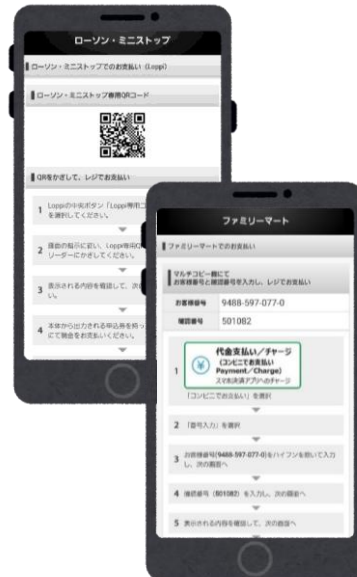 ローソン・ミニストップ
ローソン・ミニストップでのお支払い (Loppi)
ローソン・ミニストップ専用QRコード
QRをかざして、レジでお支払い
1 Loppiの中央ボタン「Loppi専用コ
を選択してください。
2 画面の指示に従い、Loppi専用Q
リーダーにかざしてください。
3 表示される内容を確認して、次
い。
4 本体から出力される申込券を持っ
にて現金をお支払いください。
ファミリーマート
ファミリーマートでのお支払い
マルチコピー機にて
お客様番号と確認番号を入力し、レジでお支払い
お客様番号 9488-597-077-0
確認番号 501082
1 代金支払い／チャージ
(コンビニでお支払い
Payment／Charge)
スマホ決済アプリへのチャージ
「コンビニでお支払い」を選択
2 「番号入力」を選択
3 お客様番号(9488-597-077-0)をハイフンを除いて入力
し、次の画面へ
4 確認番号 (501082) を入力し、次の画面へ
5 表示される内容を確認して、次の画面へ